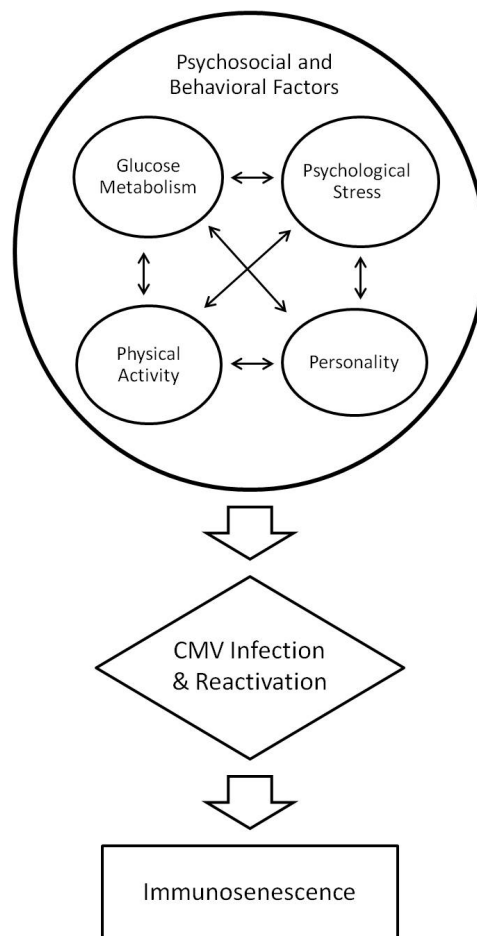 Psychosocial and
Behavioral Factors
Glucose
Metabolism
Psychological
Stress
Physical
Activity
Personality
CMV Infection
& Reactivation
Immunosenescence